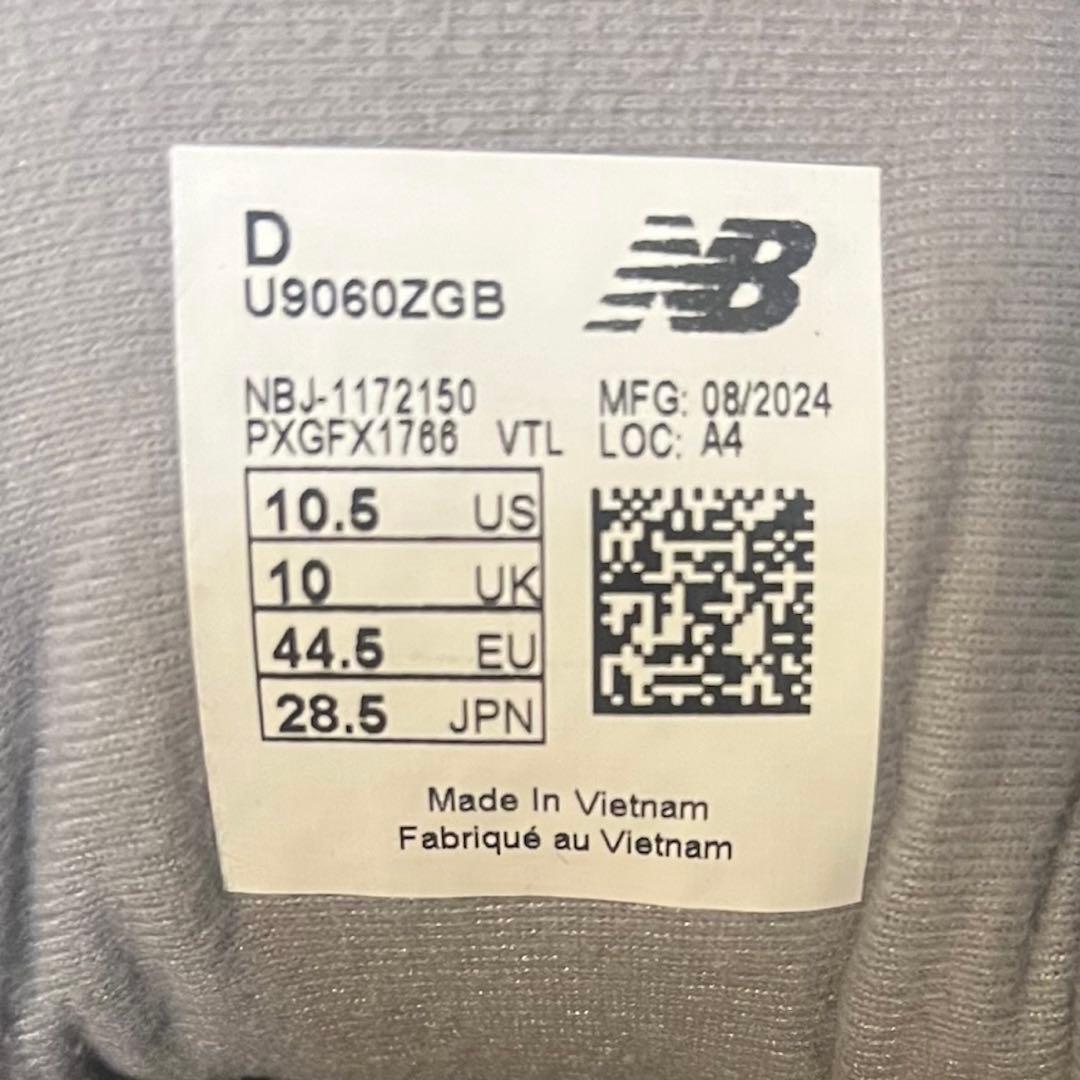 D
U9060ZGB
NB
NBJ-1172150 MFG: 08/2024
PXGFX1766 VTL LOC: A4
10.5 US
10 UK
44.5 EU
28.5 JPN
Made In Vietnam
Fabriqué au Vietnam